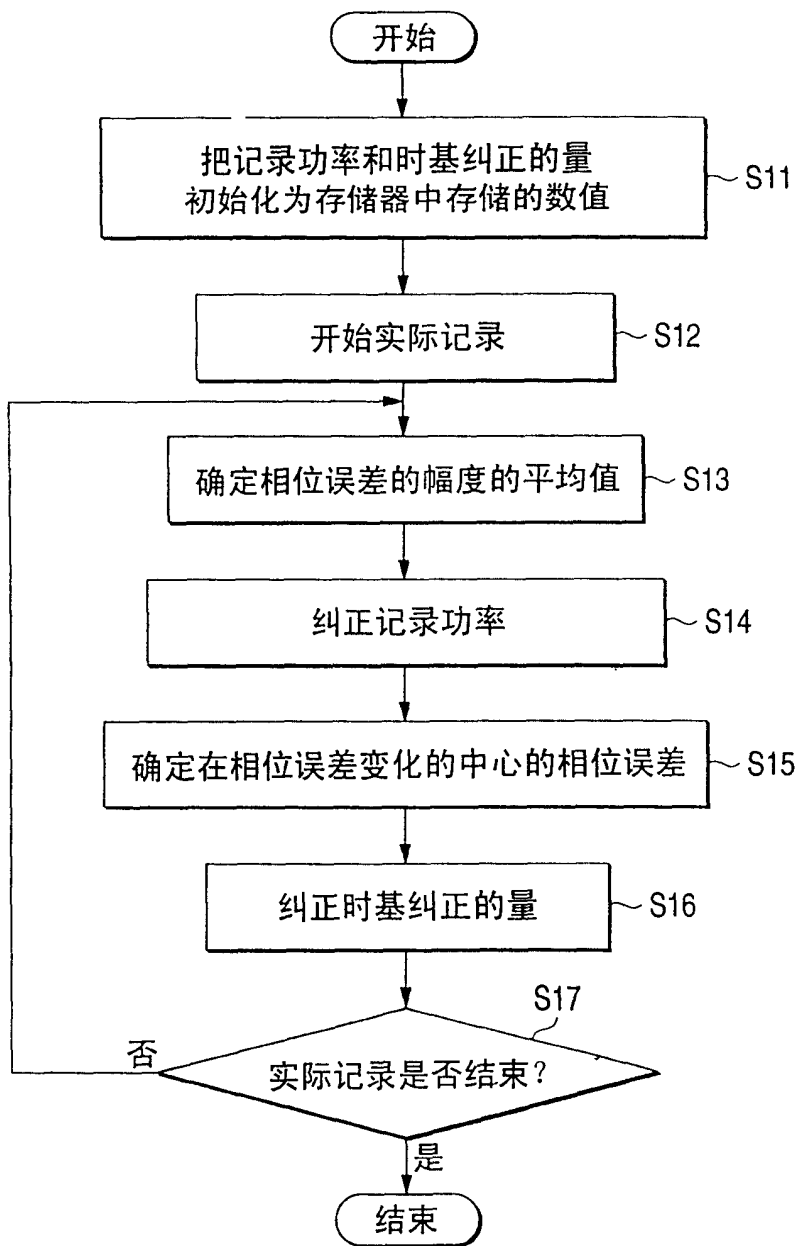 开始
把记录功率和时基纠正的量
初始化为存储器中存储的数值
S11
开始实际记录
S12
确定相位误差的幅度的平均值
S13
纠正记录功率
S14
确定在相位误差变化的中心的相位误差
S15
纠正时基纠正的量
S16
S17
实际记录是否结束？
否
是
结束